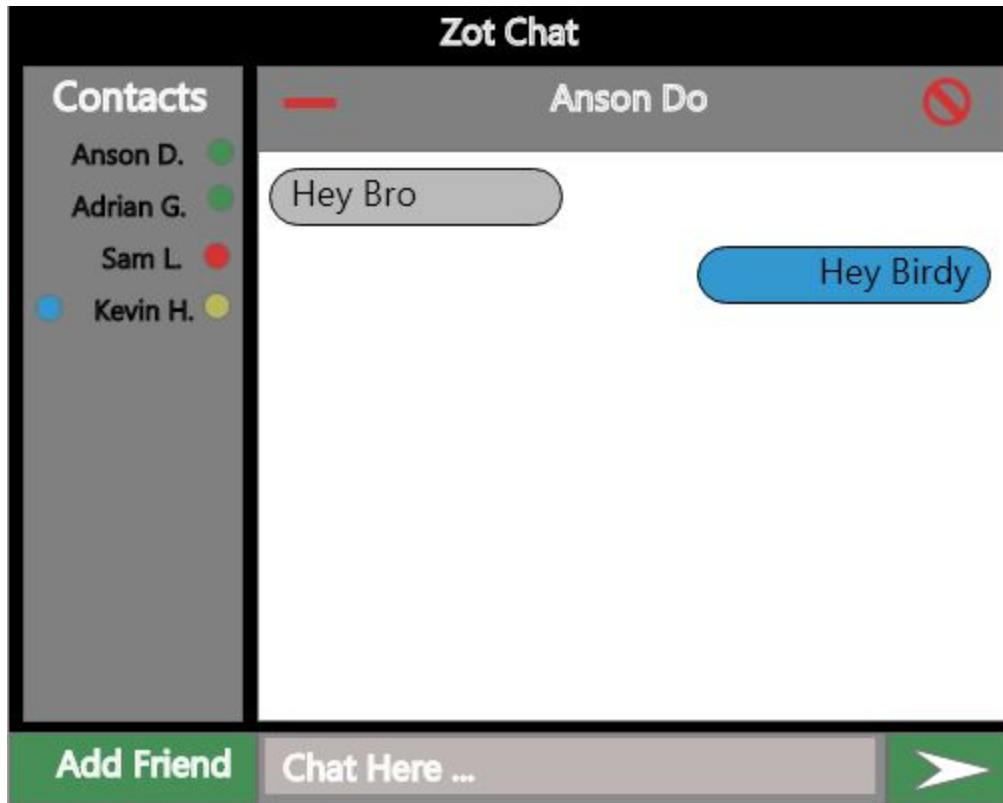 Zot Chat
Contacts
Anson D.
Adrian G.
Sam L.
Kevin H.
Anson Do
Hey Bro
Hey Birdy
Add Friend
Chat Here ...